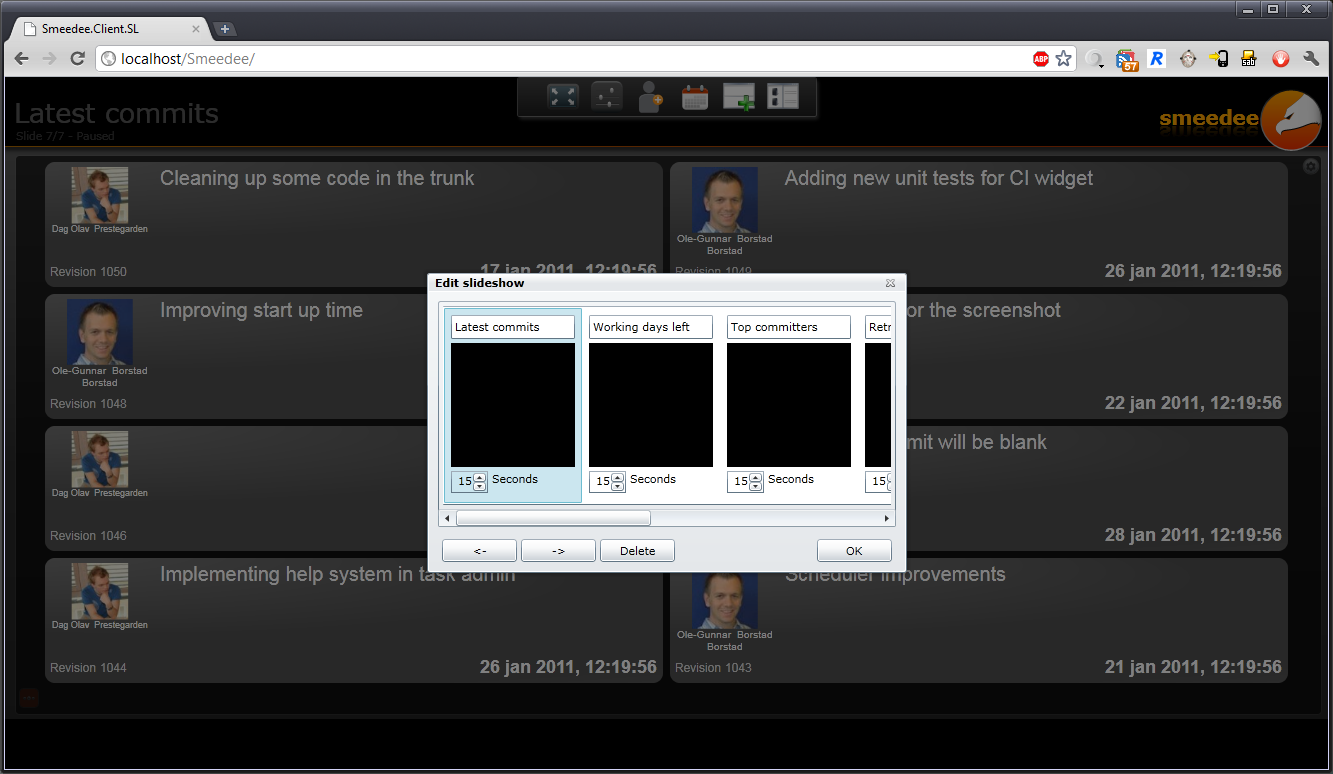 Smeedee.Client.SL
localhost/Smeedee/
ABP
57
R
sab
Latest commits
Slide 7/7 - Paused
smeedee
Cleaning up some code in the trunk
Dag Olav Prestegarden
Revision 1050
17 jan 2011, 12:19:56
Adding new unit tests for CI widget
Ole-Gunnar Borstad
Borstad
Revision 1049
26 jan 2011, 12:19:56
Improving start up time
Ole-Gunnar Borstad
Borstad
Revision 1048
or the screenshot
22 jan 2011, 12:19:56
Dag Olav Prestegarden
Revision 1046
mit will be blank
28 jan 2011, 12:19:56
Implementing help system in task admin
Dag Olav Prestegarden
Revision 1044
26 jan 2011, 12:19:56
Scheduler improvements
Ole-Gunnar Borstad
Borstad
Revision 1043
21 jan 2011, 12:19:56
Edit slideshow
Latest commits
Working days left
Top committers
Retr
15 Seconds
15 Seconds
15 Seconds
15
<-
->
Delete
OK